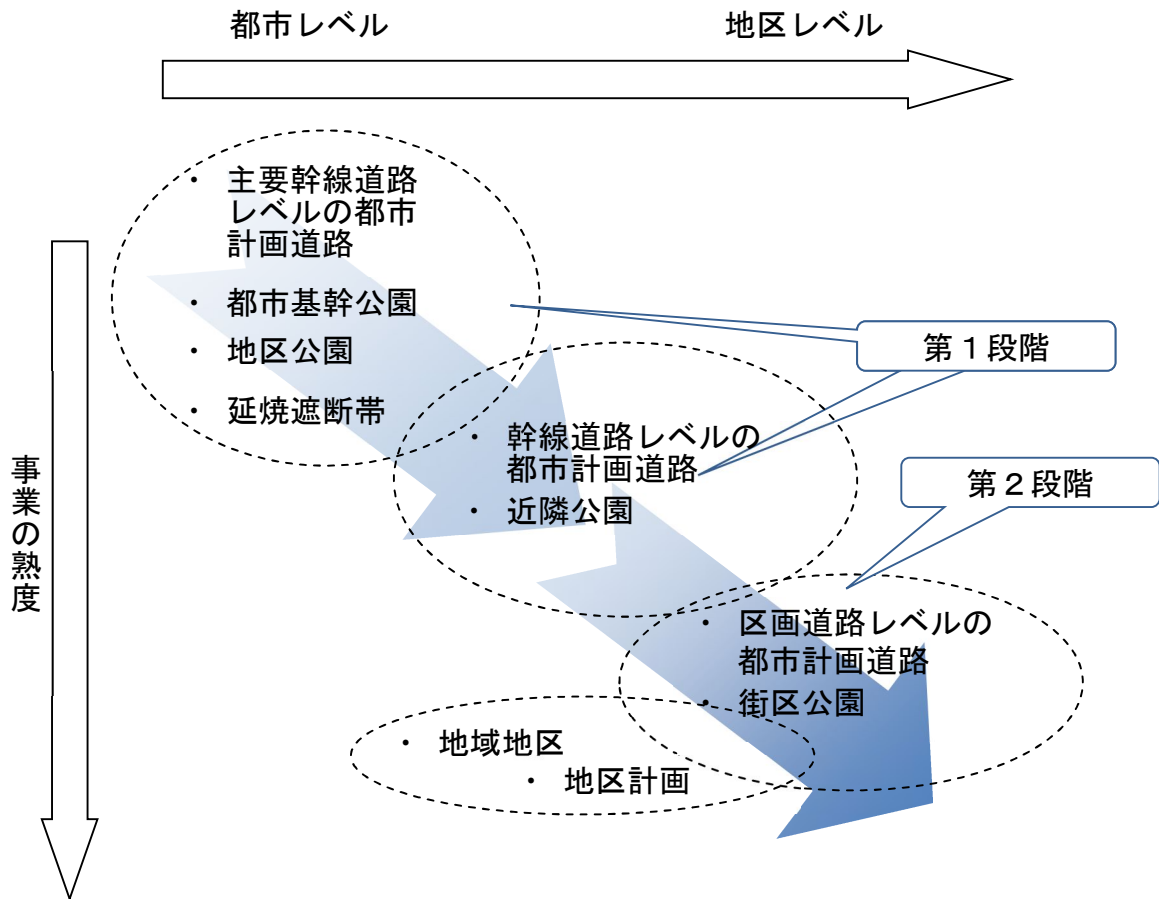 都市レベル
地区レベル
・ 主要幹線道路
レベルの都市
計画道路
・ 都市基幹公園
・ 地区公園
・ 延焼遮断帯
第１段階
・ 幹線道路レベルの
都市計画道路
・ 近隣公園
事業の熟度
第２段階
・ 区画道路レベルの
都市計画道路
・ 街区公園
・ 地域地区
・ 地区計画